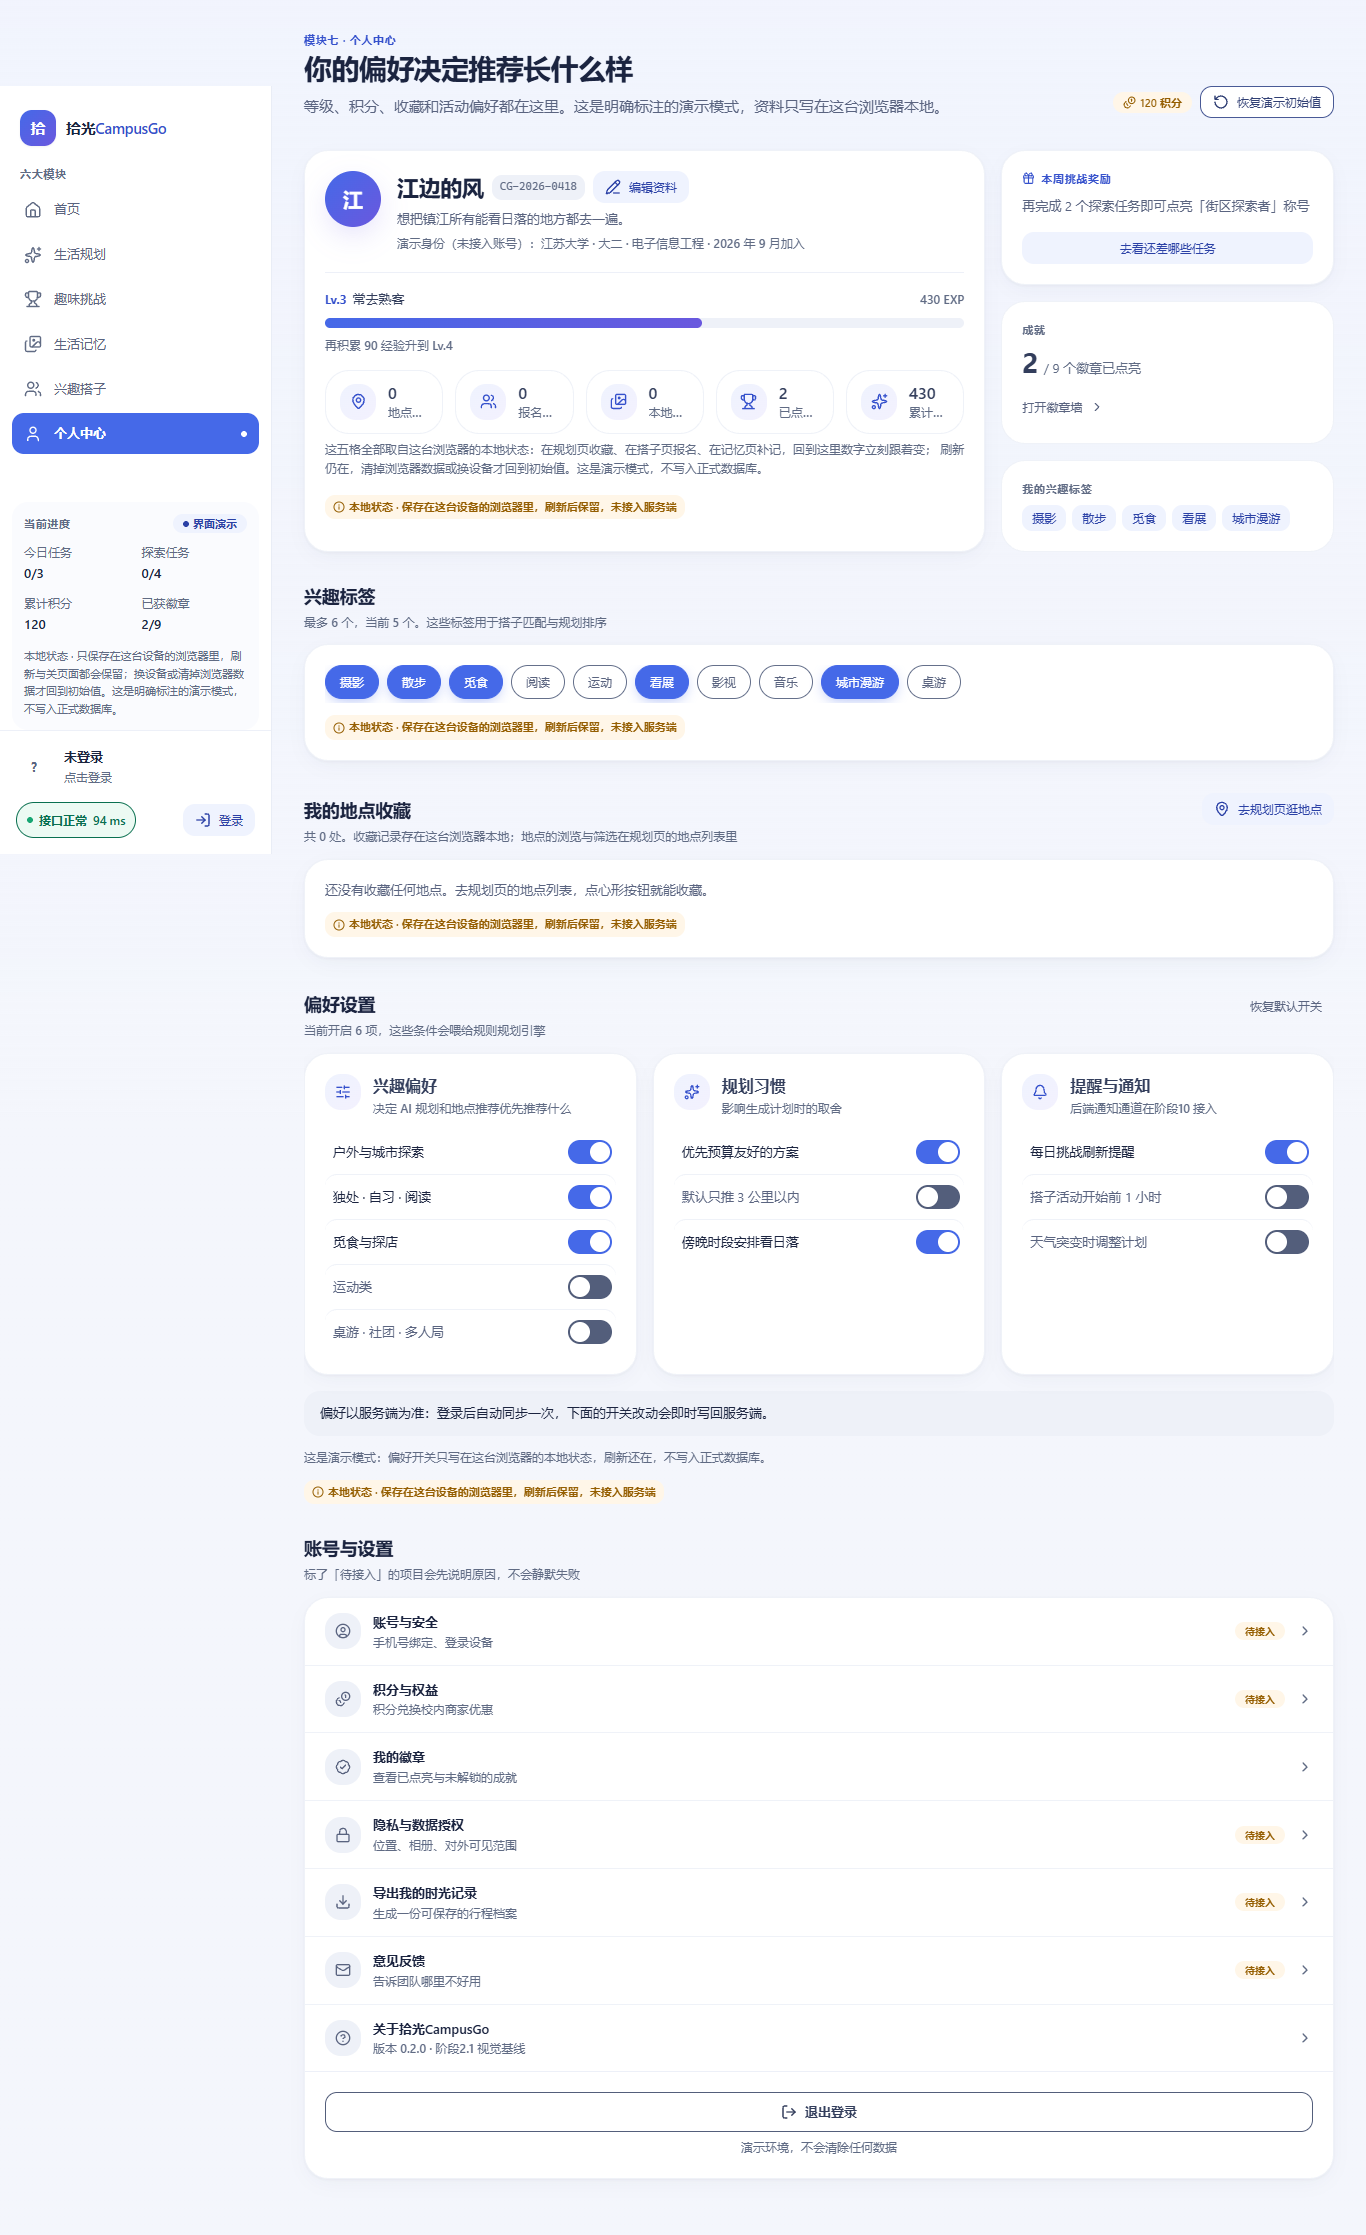 拾
拾光CampusGo
六大模块
首页
生活规划
趣味挑战
生活记忆
兴趣搭子
个人中心
当前进度
界面演示
今日任务
探索任务
0/3
0/4
累计积分
已获徽章
120
2/9
本地状态 · 只保存在这台设备的浏览器里，刷
新与关页面都会保留；换设备或清掉浏览器数
据才回到初始值。这是明确标注的演示模式，
不写入正式数据库。
?
未登录
点击登录
接口正常 94 ms
登录
模块七 · 个人中心
你的偏好决定推荐长什么样
等级、积分、收藏和活动偏好都在这里。这是明确标注的演示模式，资料只写在这台浏览器本地。
120 积分
恢复演示初始值
江
江边的风
CG-2026-0418
编辑资料
想把镇江所有能看日落的地方都去一遍。
演示身份（未接入账号）：江苏大学 · 大二 · 电子信息工程 · 2026 年 9 月加入
Lv.3 常去熟客
430 EXP
再积累 90 经验升到 Lv.4
0
地点...
0
报名...
0
本地...
2
已点...
430
累计...
这五格全部取自这台浏览器的本地状态：在规划页收藏、在搭子页报名、在记忆页补记，回到这里数字立刻跟着变； 刷新
仍在，清掉浏览器数据或换设备才回到初始值。这是演示模式，不写入正式数据库。
本地状态 · 保存在这台设备的浏览器里，刷新后保留，未接入服务端
本周挑战奖励
再完成 2 个探索任务即可点亮「街区探索者」称号
去看还差哪些任务
成就
2 / 9 个徽章已点亮
打开徽章墙
我的兴趣标签
摄影
散步
觅食
看展
城市漫游
兴趣标签
最多 6 个，当前 5 个。这些标签用于搭子匹配与规划排序
摄影
散步
觅食
阅读
运动
看展
影视
音乐
城市漫游
桌游
本地状态 · 保存在这台设备的浏览器里，刷新后保留，未接入服务端
我的地点收藏
去规划页逛地点
共 0 处。收藏记录存在这台浏览器本地；地点的浏览与筛选在规划页的地点列表里
还没有收藏任何地点。去规划页的地点列表，点心形按钮就能收藏。
本地状态 · 保存在这台设备的浏览器里，刷新后保留，未接入服务端
偏好设置
恢复默认开关
当前开启 6 项，这些条件会喂给规则规划引擎
兴趣偏好
决定 AI 规划和地点推荐优先推荐什么
户外与城市探索
独处 · 自习 · 阅读
觅食与探店
运动类
桌游 · 社团 · 多人局
规划习惯
影响生成计划时的取舍
优先预算友好的方案
默认只推 3 公里以内
傍晚时段安排看日落
提醒与通知
后端通知通道在阶段10 接入
每日挑战刷新提醒
搭子活动开始前 1 小时
天气突变时调整计划
偏好以服务端为准：登录后自动同步一次，下面的开关改动会即时写回服务端。
这是演示模式：偏好开关只写在这台浏览器的本地状态，刷新还在，不写入正式数据库。
本地状态 · 保存在这台设备的浏览器里，刷新后保留，未接入服务端
账号与设置
标了「待接入」的项目会先说明原因，不会静默失败
账号与安全
手机号绑定、登录设备
待接入
积分与权益
积分兑换校内商家优惠
待接入
我的徽章
查看已点亮与未解锁的成就
隐私与数据授权
位置、相册、对外可见范围
待接入
导出我的时光记录
生成一份可保存的行程档案
待接入
意见反馈
告诉团队哪里不好用
待接入
关于拾光CampusGo
版本 0.2.0 · 阶段2.1 视觉基线
退出登录
演示环境，不会清除任何数据